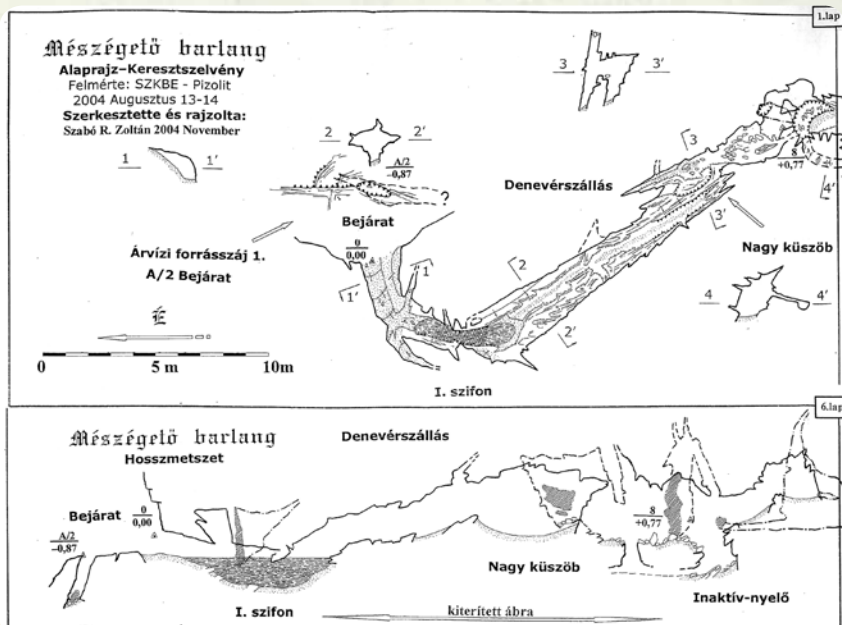 1.lap
Mészégető barlang
Alaprajz–Keresztszelvény
Felmérte: SZKBE - Pizolit
2004 Augusztus 13-14
Szerkesztette és rajzolta:
Szabó R. Zoltán 2004 November
1 1'
2 2'
3 3'
A/2
–0,87
?
Bejárat
0
0,00
Árvízi forrásszáj 1.
A/2 Bejárat
Denevérszállás
3
8
+0,77
4'
3'
Nagy küszöb
1
1'
2
2'
4 4'
É
0 5 m 10m
I. szifon
6.lap
Mészégető barlang
Hosszmetszet
Denevérszállás
Bejárat
0
0,00
A/2
–0,87
8
+0,77
Nagy küszöb
Inaktív-nyelő
I. szifon
kiterített ábra